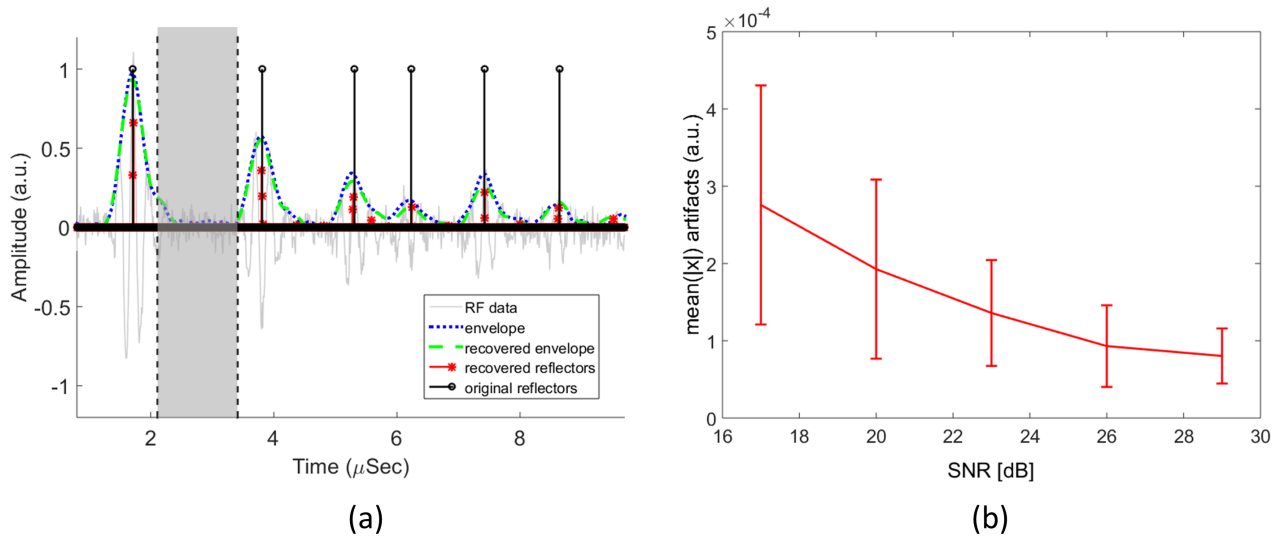 1
0.5
0
-0.5
-1
Amplitude (a.u.)
2
4
6
8
Time (μSec)
RF data
envelope
recovered envelope
recovered reflectors
original reflectors
(a)
×10⁻⁴
5
4
3
2
1
0
mean(|x|) artifacts (a.u.)
16
18
20
22
24
26
28
30
SNR [dB]
(b)